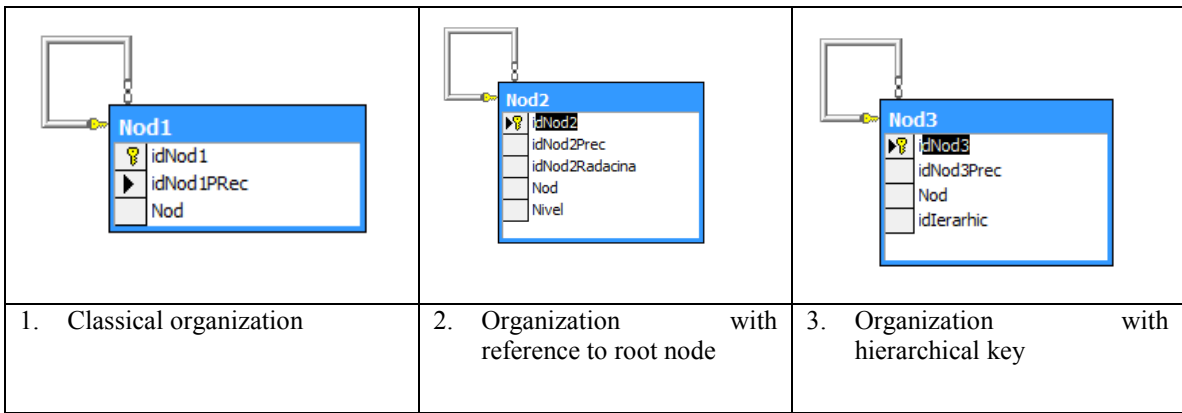 Nod1
idNod1
idNod1PRec
Nod
Nod2
idNod2
idNod2Prec
idNod2Radacina
Nod
Nivel
Nod3
idNod3
idNod3Prec
Nod
idIerarhic
1. Classical organization
2. Organization with
reference to root node
3. Organization with
hierarchical key